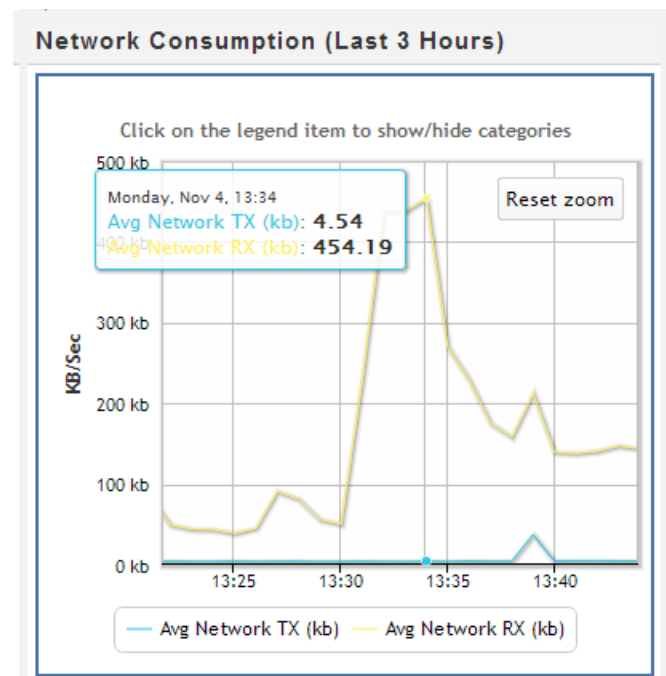 Network Consumption (Last 3 Hours)
Click on the legend item to show/hide categories
500 kb
Monday, Nov 4, 13:34
Avg Network TX (kb): 4.54
Avg Network RX (kb): 454.19
Reset zoom
400 kb
300 kb
200 kb
100 kb
0 kb
KB/Sec
13:25 13:30 13:35 13:40
Avg Network TX (kb) Avg Network RX (kb)